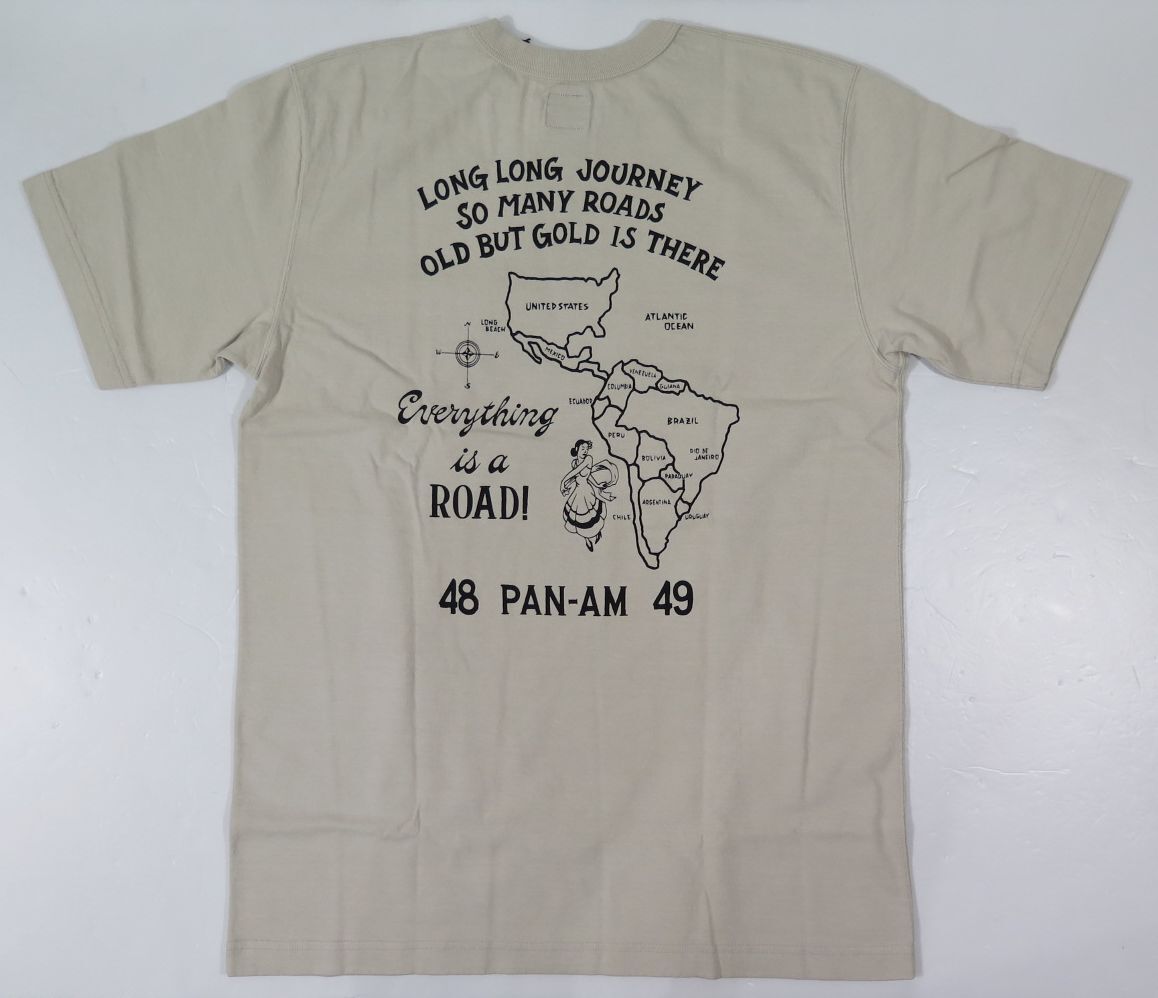 LONG LONG JOURNEY
SO MANY ROADS
OLD BUT GOLD IS THERE
UNITED STATES
LONG
BEACH
ATLANTIC
OCEAN
N
W
E
S
MEXICO
VENEZUELA
COLUMBIA
GUIANA
ECUADOR
Everything
is a
ROAD!
BRAZIL
PERU
BOLIVIA
RIO DE
JANEIRO
PARAGUAY
ARGENTINA
CHILE
URUGUAY
48 PAN-AM 49